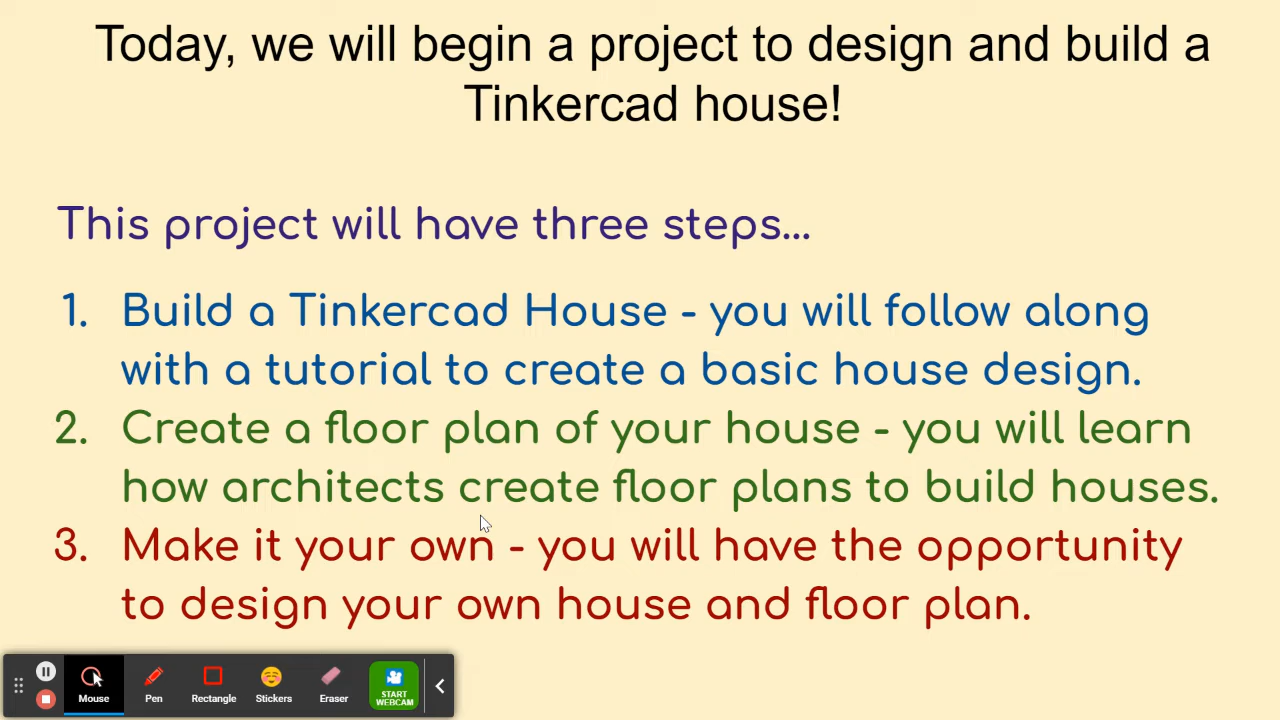 Today, we will begin a project to design and build a
Tinkercad house!
This project will have three steps...
1. Build a Tinkercad House - you will follow along
with a tutorial to create a basic house design.
2. Create a floor plan of your house - you will learn
how architects create floor plans to build houses.
3. Make it your own - you will have the opportunity
to design your own house and floor plan.
Mouse Pen Rectangle Stickers Eraser START
WEBCAM